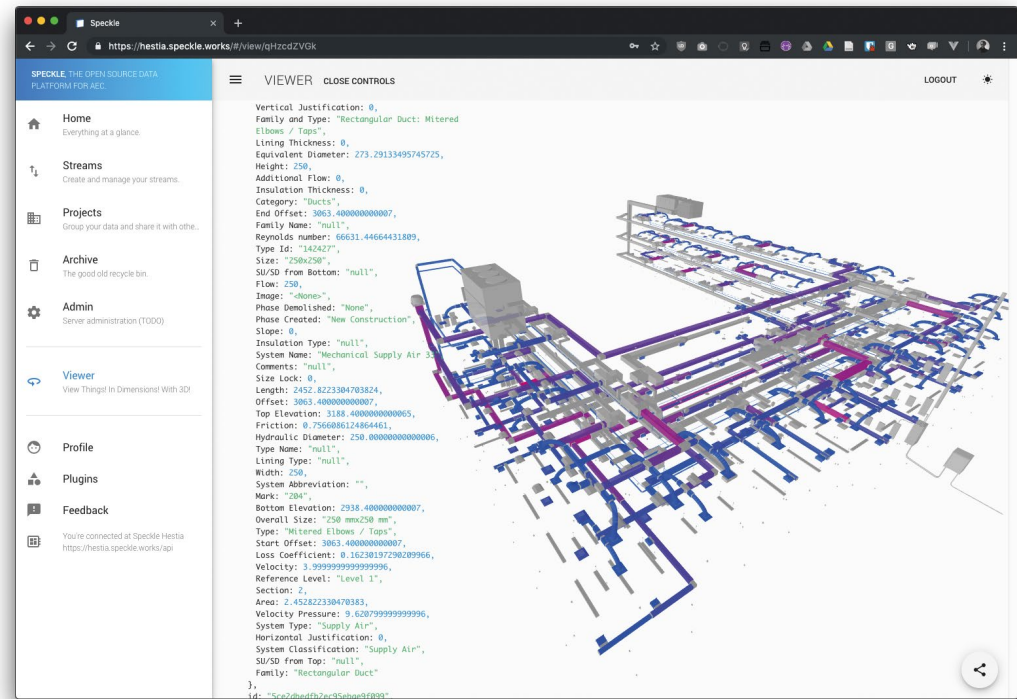 Speckle
https://hestia.speckle.works/#/view/qHzcdZVGk
SPECKLE, THE OPEN SOURCE DATA
PLATFORM FOR AEC.
Home
Everything at a glance.
Streams
Create and manage your streams.
Projects
Group your data and share it with othe..
Archive
The good old recycle bin.
Admin
Server administration (TODO)
Viewer
View Things! In Dimensions! With 3D!
Profile
Plugins
Feedback
You're connected at Speckle Hestia
https://hestia.speckle.works/api
VIEWER CLOSE CONTROLS
LOGOUT
Vertical Justification: 0,
Family and Type: "Rectangular Duct: Mitered
Elbows / Taps",
Lining Thickness: 0,
Equivalent Diameter: 273.29133495745725,
Height: 250,
Additional Flow: 0,
Insulation Thickness: 0,
Category: "Ducts",
End Offset: 3063.400000000007,
Family Name: "null",
Reynolds number: 66631.44664431809,
Type Id: "142427",
Size: "250x250",
SU/SD from Bottom: "null",
Flow: 250,
Image: "<None>",
Phase Demolished: "None",
Phase Created: "New Construction",
Slope: 0,
Insulation Type: "null",
System Name: "Mechanical Supply Air
Comments: "null",
Size Lock: 0,
Length: 2452.8223304703824,
Offset: 3063.400000000007,
Top Elevation: 3188.4000000000065,
Friction: 0.7566086124864461,
Hydraulic Diameter: 250.00000000000006,
Type Name: "null",
Lining Type: "null",
Width: 250,
System Abbreviation: "",
Mark: "204",
Bottom Elevation: 2938.400000000007,
Overall Size: "250 mmx250 mm",
Type: "Mitered Elbows / Taps",
Start Offset: 3063.400000000007,
Loss Coefficient: 0.16230197290209966,
Velocity: 3.9999999999999996,
Reference Level: "Level 1",
Section: 2,
Area: 2.452822330470383,
Velocity Pressure: 9.620799999999996,
System Type: "Supply Air",
Horizontal Justification: 0,
System Classification: "Supply Air",
SU/SD from Top: "null",
Family: "Rectangular Duct"
},